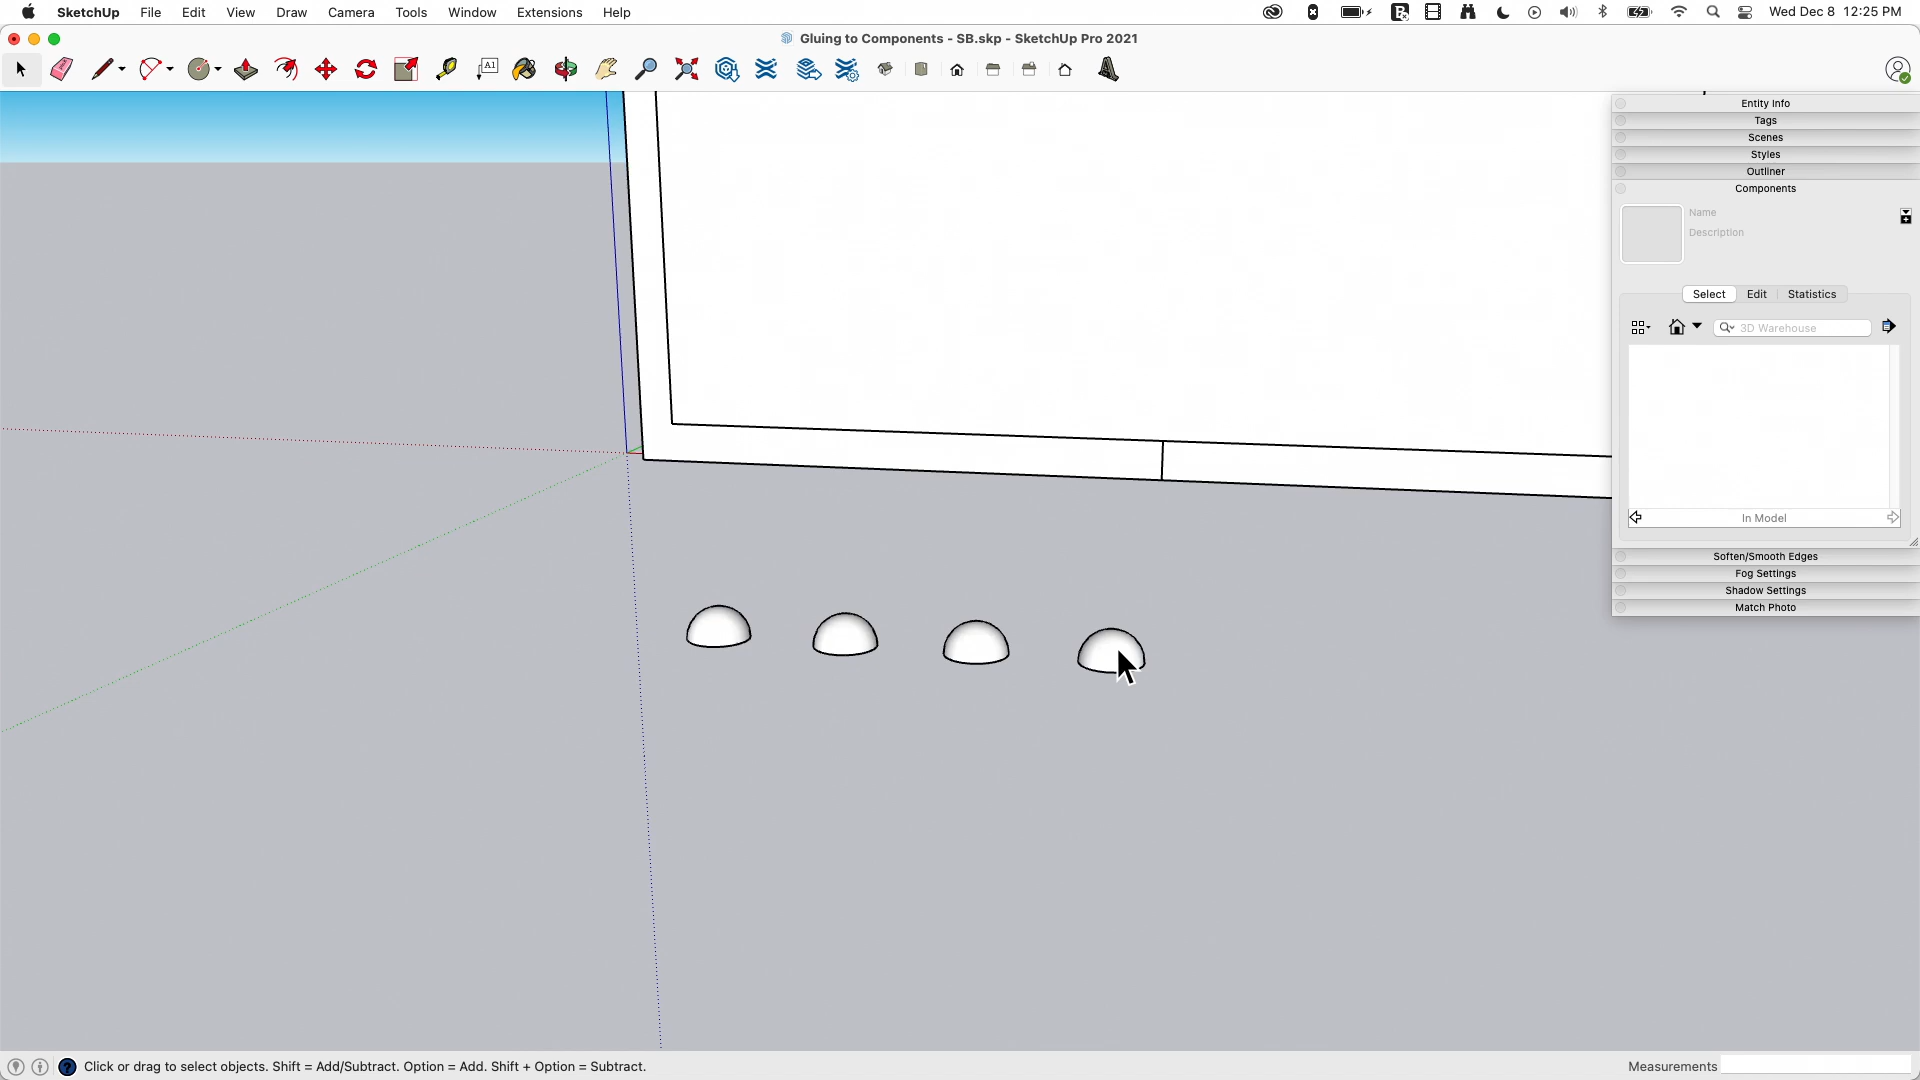 SketchUp File Edit View Draw Camera Tools Window Extensions Help Wed Dec 8 12:25 PM
Gluing to Components - SB.skp - SketchUp Pro 2021
A1
Entity Info
Tags
Scenes
Styles
Outliner
Components
Name
Description
Select Edit Statistics
3D Warehouse
In Model
Soften/Smooth Edges
Fog Settings
Shadow Settings
Match Photo
Click or drag to select objects. Shift = Add/Subtract. Option = Add. Shift + Option = Subtract. Measurements